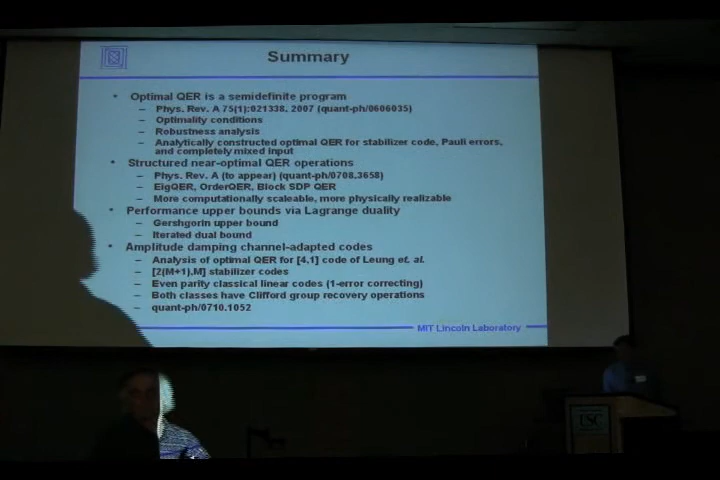 Summary
• Optimal QER is a semidefinite program
– Phys. Rev. A 75(1):021338, 2007 (quant-ph/0606035)
– Optimality conditions
– Robustness analysis
– Analytically constructed optimal QER for stabilizer code, Pauli errors,
and completely mixed input
• Structured near-optimal QER operations
– Phys. Rev. A (to appear) (quant-ph/0708.3658)
– EigQER, OrderQER, Block SDP QER
– More computationally scaleable, more physically realizable
• Performance upper bounds via Lagrange duality
– Gershgorin upper bound
– Iterated dual bound
• Amplitude damping channel-adapted codes
– Analysis of optimal QER for [4,1] code of Leung et. al.
– [2(M+1),M] stabilizer codes
– Even parity classical linear codes (1-error correcting)
– Both classes have Clifford group recovery operations
– quant-ph/0710.1052
MIT Lincoln Laboratory
USC